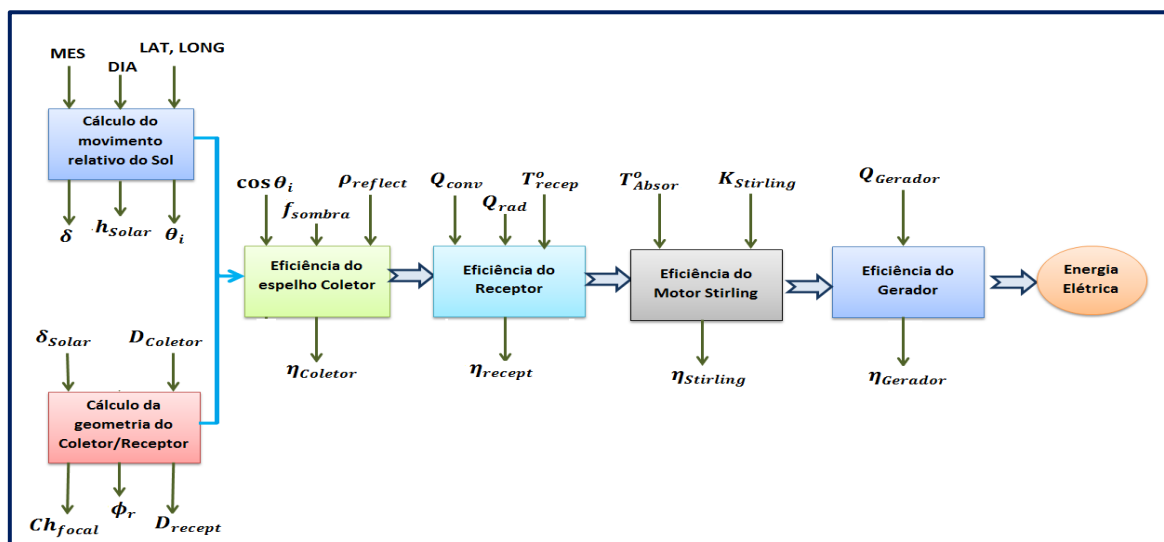 MES
DIA
LAT, LONG
Cálculo do
movimento
relativo do Sol
δ
h_Solar
θ_i
δ_Solar
D_Coletor
Cálculo da
geometria do
Coletor/Receptor
Ch_focal
ϕ_r
D_recept
cos θ_i
f_sombra
ρ_reflect
Eficiência do
espelho Coletor
η_Coletor
Q_conv
Q_rad
T^o_recep
Eficiência do
Receptor
η_recept
T^o_Absor
K_Stirling
Eficiência do
Motor Stirling
η_Stirling
Q_Gerador
Eficiência do
Gerador
η_Gerador
Energia
Elétrica